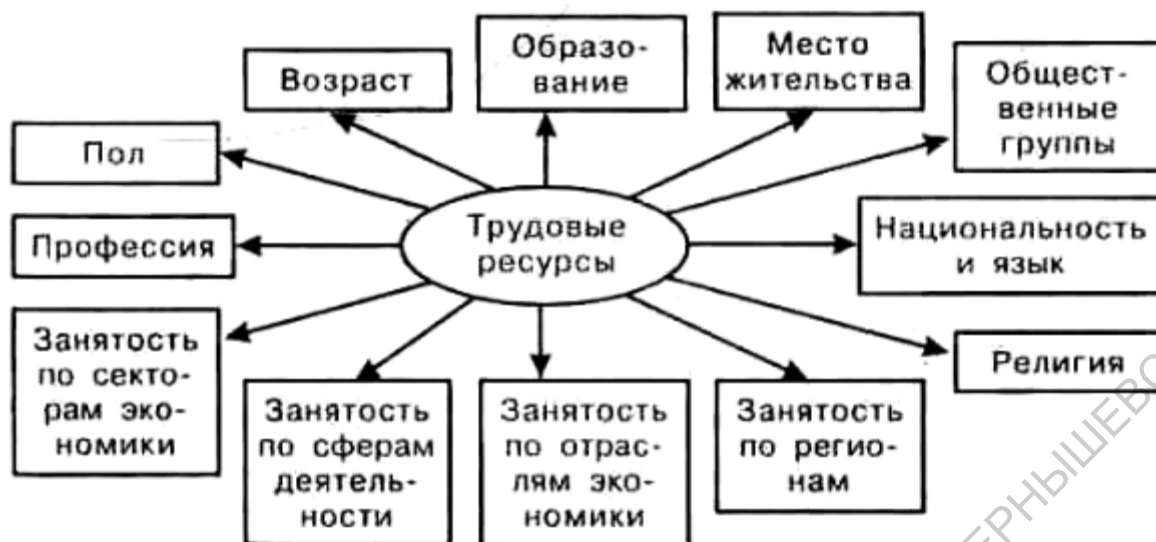 Возраст
Образо-
вание
Место
жительства
Общест-
венные
группы
Пол
Трудовые
ресурсы
Профессия
Национальность
и язык
Занятость
по секто-
рам эко-
номики
Религия
Занятость
по сферам
деятель-
ности
Занятость
по отрас-
лям эко-
номики
Занятость
по регио-
нам